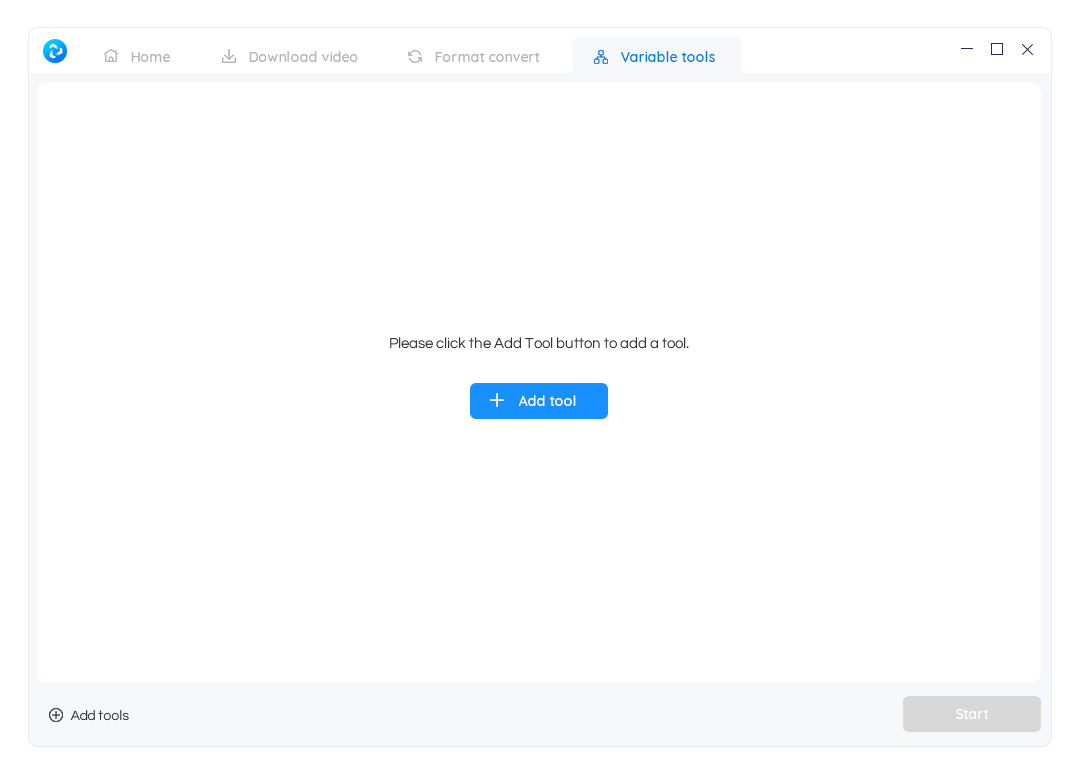 Home
Download video
Format convert
Variable tools
Please click the Add Tool button to add a tool.
Add tool
Add tools
Start